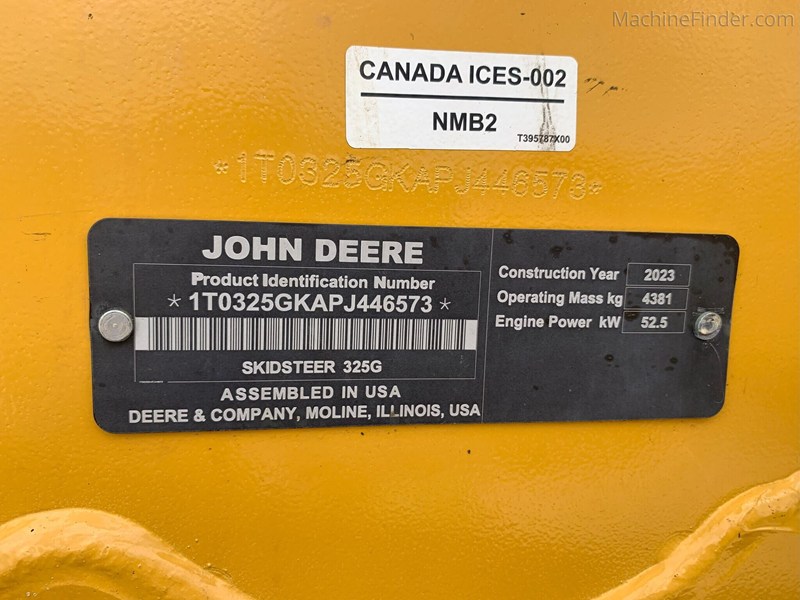 MachineFinder.com
CANADA ICES-002
NMB2
T395787X00
*1T0325GKAPJ446573*
JOHN DEERE
Product Identification Number
*1T0325GKAPJ446573*
SKIDSTEER 325G
ASSEMBLED IN USA
DEERE & COMPANY, MOLINE, ILLINOIS, USA
Construction Year 2023
Operating Mass kg 4381
Engine Power kW 52.5